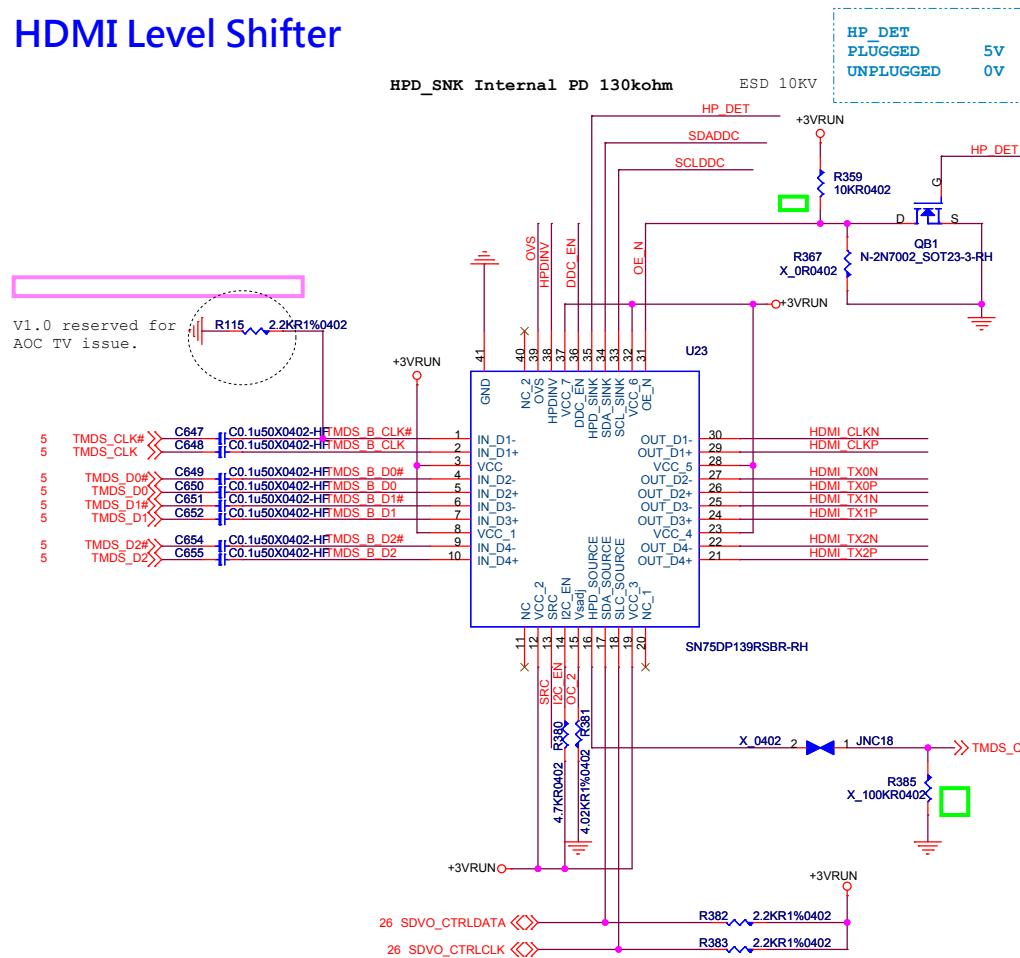 HDMI Level Shifter
HP_DET
PLUGGED 5V
UNPLUGGED 0V
HPD_SNK Internal PD 130kohm
ESD 10KV
HP_DET
SDADDC
SCLDDC
+3VRUN
HP_DET
R359
10KR0402
G
D
S
QB1
N-2N7002_SOT23-3-RH
R367
X_0R0402
OVS
HPDINV
DDC_EN
OE_N
+3VRUN
V1.0 reserved for
AOC TV issue.
R115
2.2KR1%0402
+3VRUN
U23
41
40
39
38
37
36
35
34
33
32
31
GND
NC_2
OVS
HPDINV
VCC_7
DDC_EN
HPD_SINK
SDA_SINK
SCL_SINK
VCC_6
OE_N
5 TMDS_CLK# C647 C0.1u50X0402-HF TMDS_B_CLK# 1 IN_D1-
5 TMDS_CLK C648 C0.1u50X0402-HF TMDS_B_CLK 2 IN_D1+
3 VCC
5 TMDS_D0# C649 C0.1u50X0402-HF TMDS_B_D0# 4 IN_D2-
5 TMDS_D0 C650 C0.1u50X0402-HF TMDS_B_D0 5 IN_D2+
5 TMDS_D1# C651 C0.1u50X0402-HF TMDS_B_D1# 6 IN_D3-
5 TMDS_D1 C652 C0.1u50X0402-HF TMDS_B_D1 7 IN_D3+
8 VCC_1
5 TMDS_D2# C654 C0.1u50X0402-HF TMDS_B_D2# 9 IN_D4-
5 TMDS_D2 C655 C0.1u50X0402-HF TMDS_B_D2 10 IN_D4+
OUT_D1- 30 HDMI_CLKN
OUT_D1+ 29 HDMI_CLKP
VCC_5 28
OUT_D2- 27 HDMI_TX0N
OUT_D2+ 26 HDMI_TX0P
OUT_D3- 25 HDMI_TX1N
OUT_D3+ 24 HDMI_TX1P
VCC_4 23
OUT_D4- 22 HDMI_TX2N
OUT_D4+ 21 HDMI_TX2P
NC
VCC_2
SRC
I2C_EN
Vsadj
HPD_SOURCE
SDA_SOURCE
SLC_SOURCE
VCC_3
NC_1
11
12
13
14
15
16
17
18
19
20
SN75DP139RSBR-RH
SRC
I2C_EN
OC_2
R380
4.7KR0402
R381
4.02KR1%0402
X_0402 2 1 JNC18
TMDS_C
R385
X_100KR0402
+3VRUN
+3VRUN
26 SDVO_CTRLDATA R382 2.2KR1%0402
26 SDVO_CTRLCLK R383 2.2KR1%0402